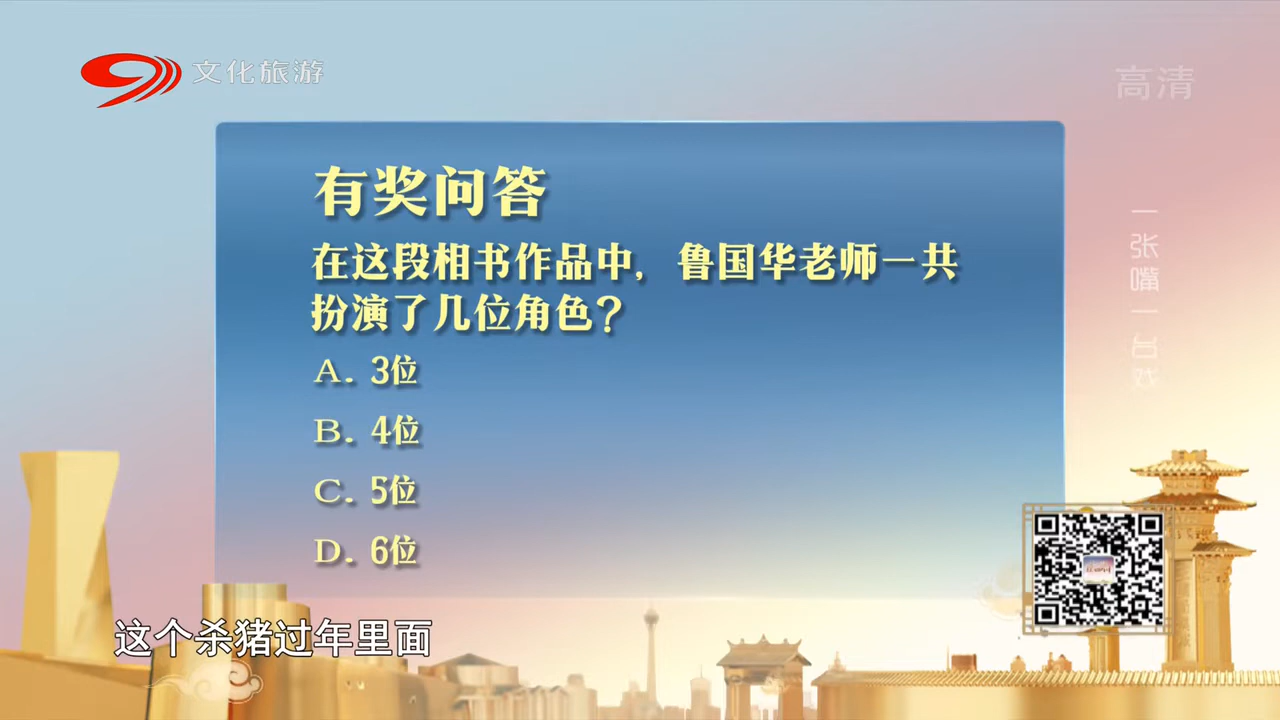 文化旅游
高清
有奖问答
在这段相书作品中，鲁国华老师一共
扮演了几位角色？
A. 3位
B. 4位
C. 5位
D. 6位
一张嘴一台戏
这个杀猪过年里面